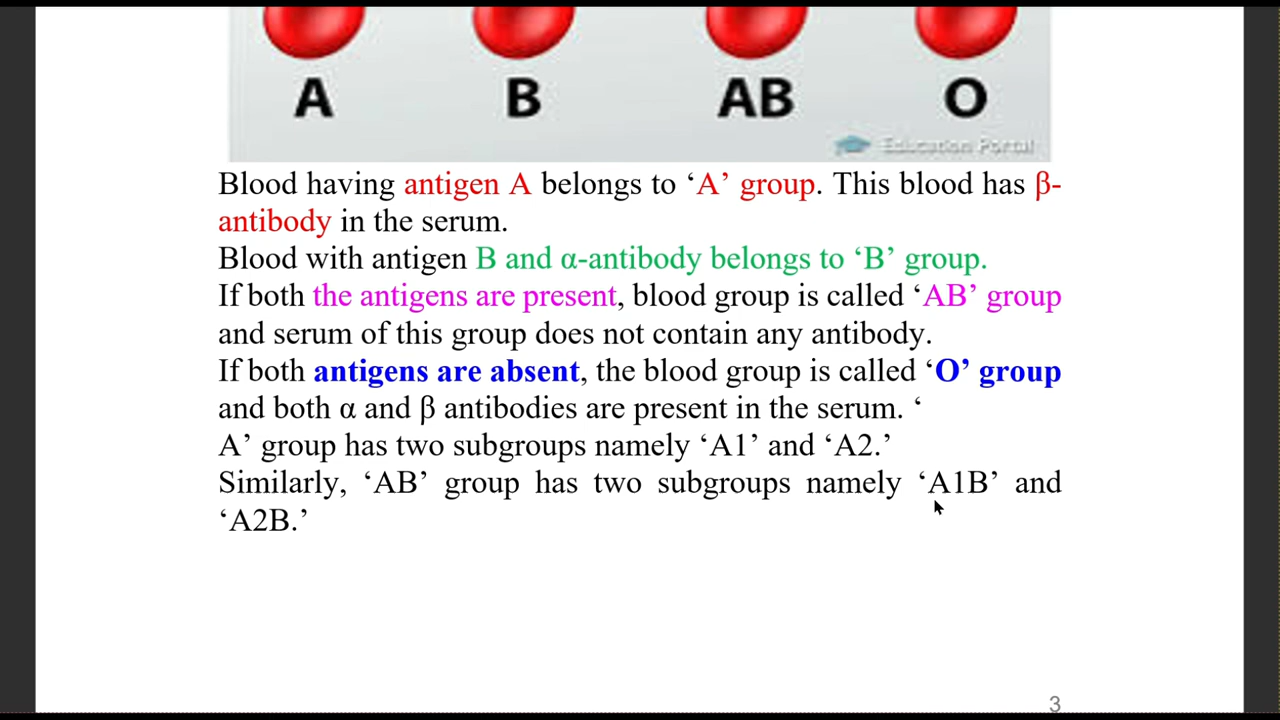 A B AB O
Education Portal
Blood having antigen A belongs to ‘A’ group. This blood has β-
antibody in the serum.
Blood with antigen B and α-antibody belongs to ‘B’ group.
If both the antigens are present, blood group is called ‘AB’ group
and serum of this group does not contain any antibody.
If both antigens are absent, the blood group is called ‘O’ group
and both α and β antibodies are present in the serum. ‘
A’ group has two subgroups namely ‘A1’ and ‘A2.’
Similarly, ‘AB’ group has two subgroups namely ‘A1B’ and
‘A2B.’
3